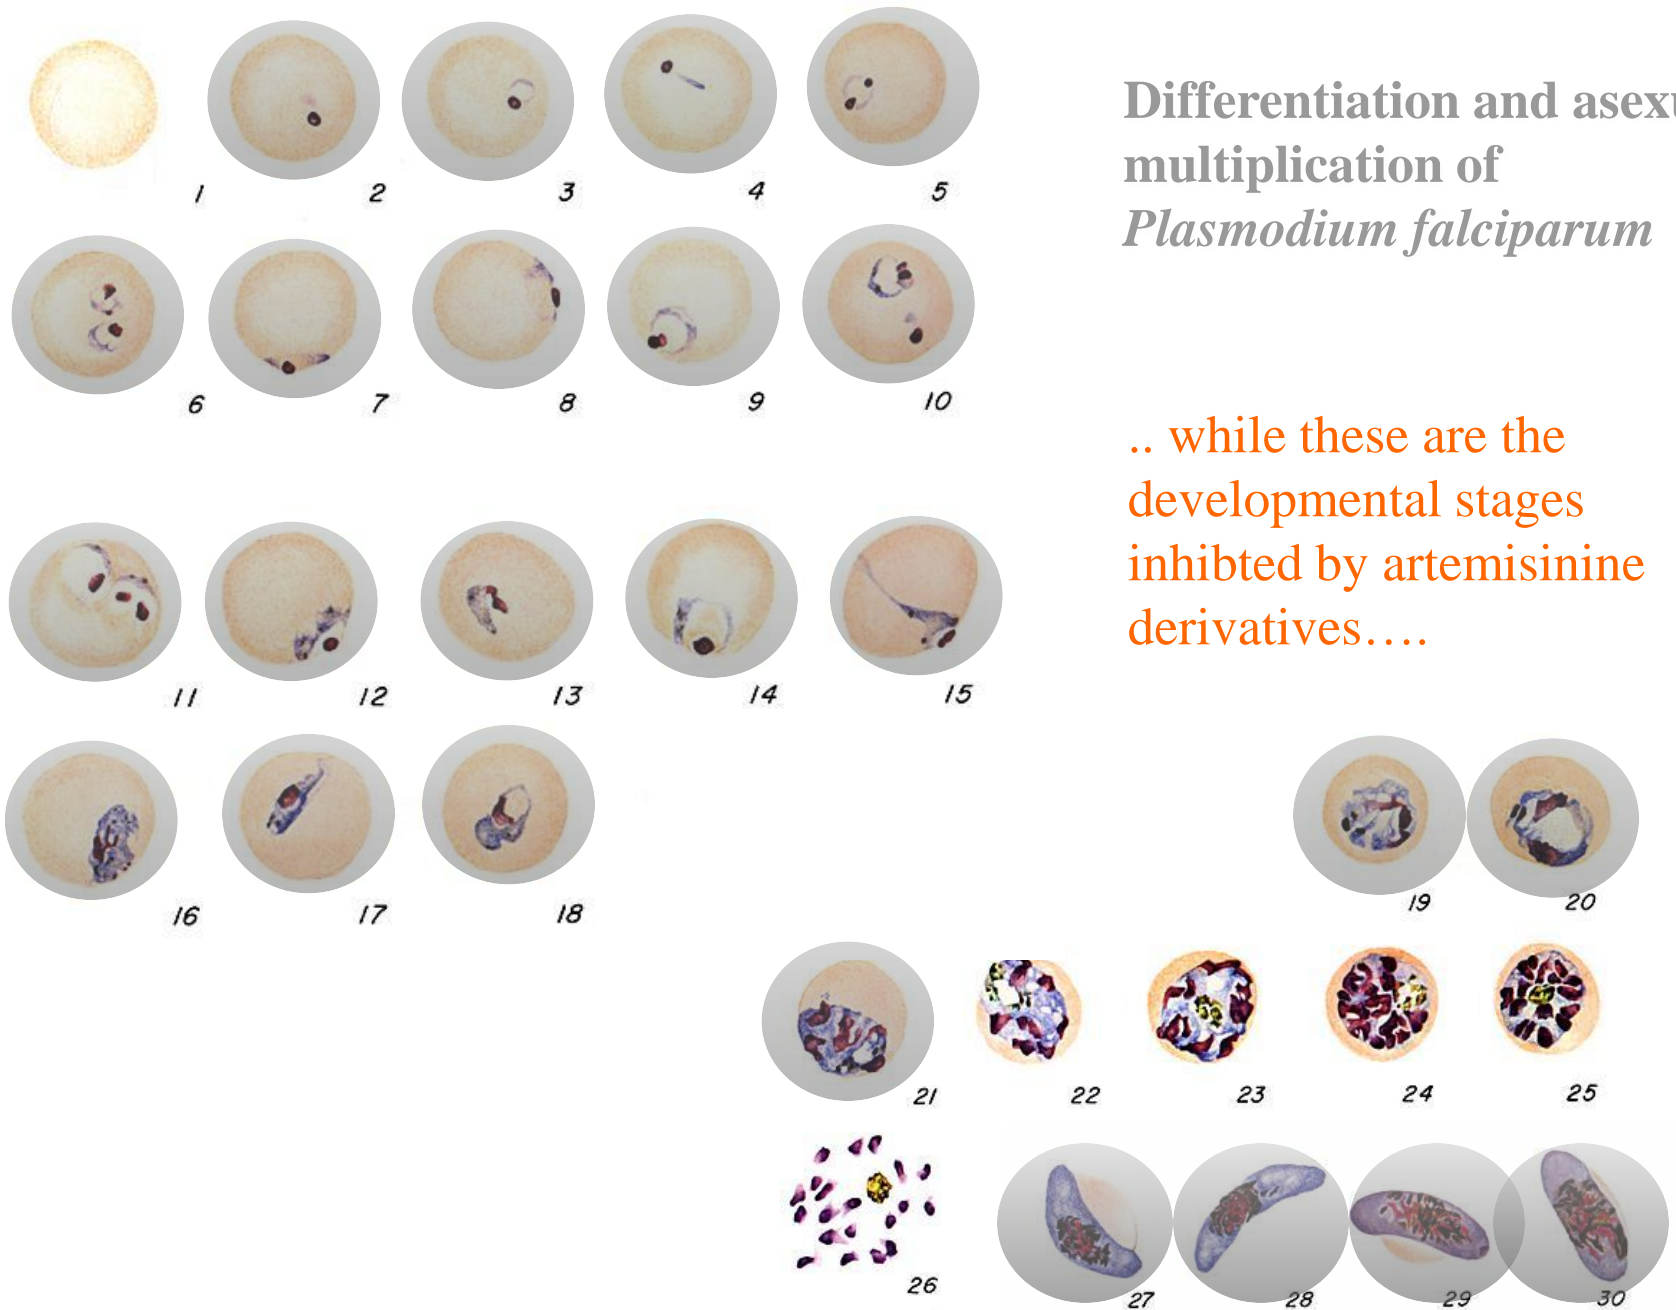 Differentiation and asexu
multiplication of
Plasmodium falciparum
1 2 3 4 5
6 7 8 9 10
.. while these are the
developmental stages
inhibted by artemisinine
derivatives….
11 12 13 14 15
16 17 18 19 20
21 22 23 24 25
26 27 28 29 30